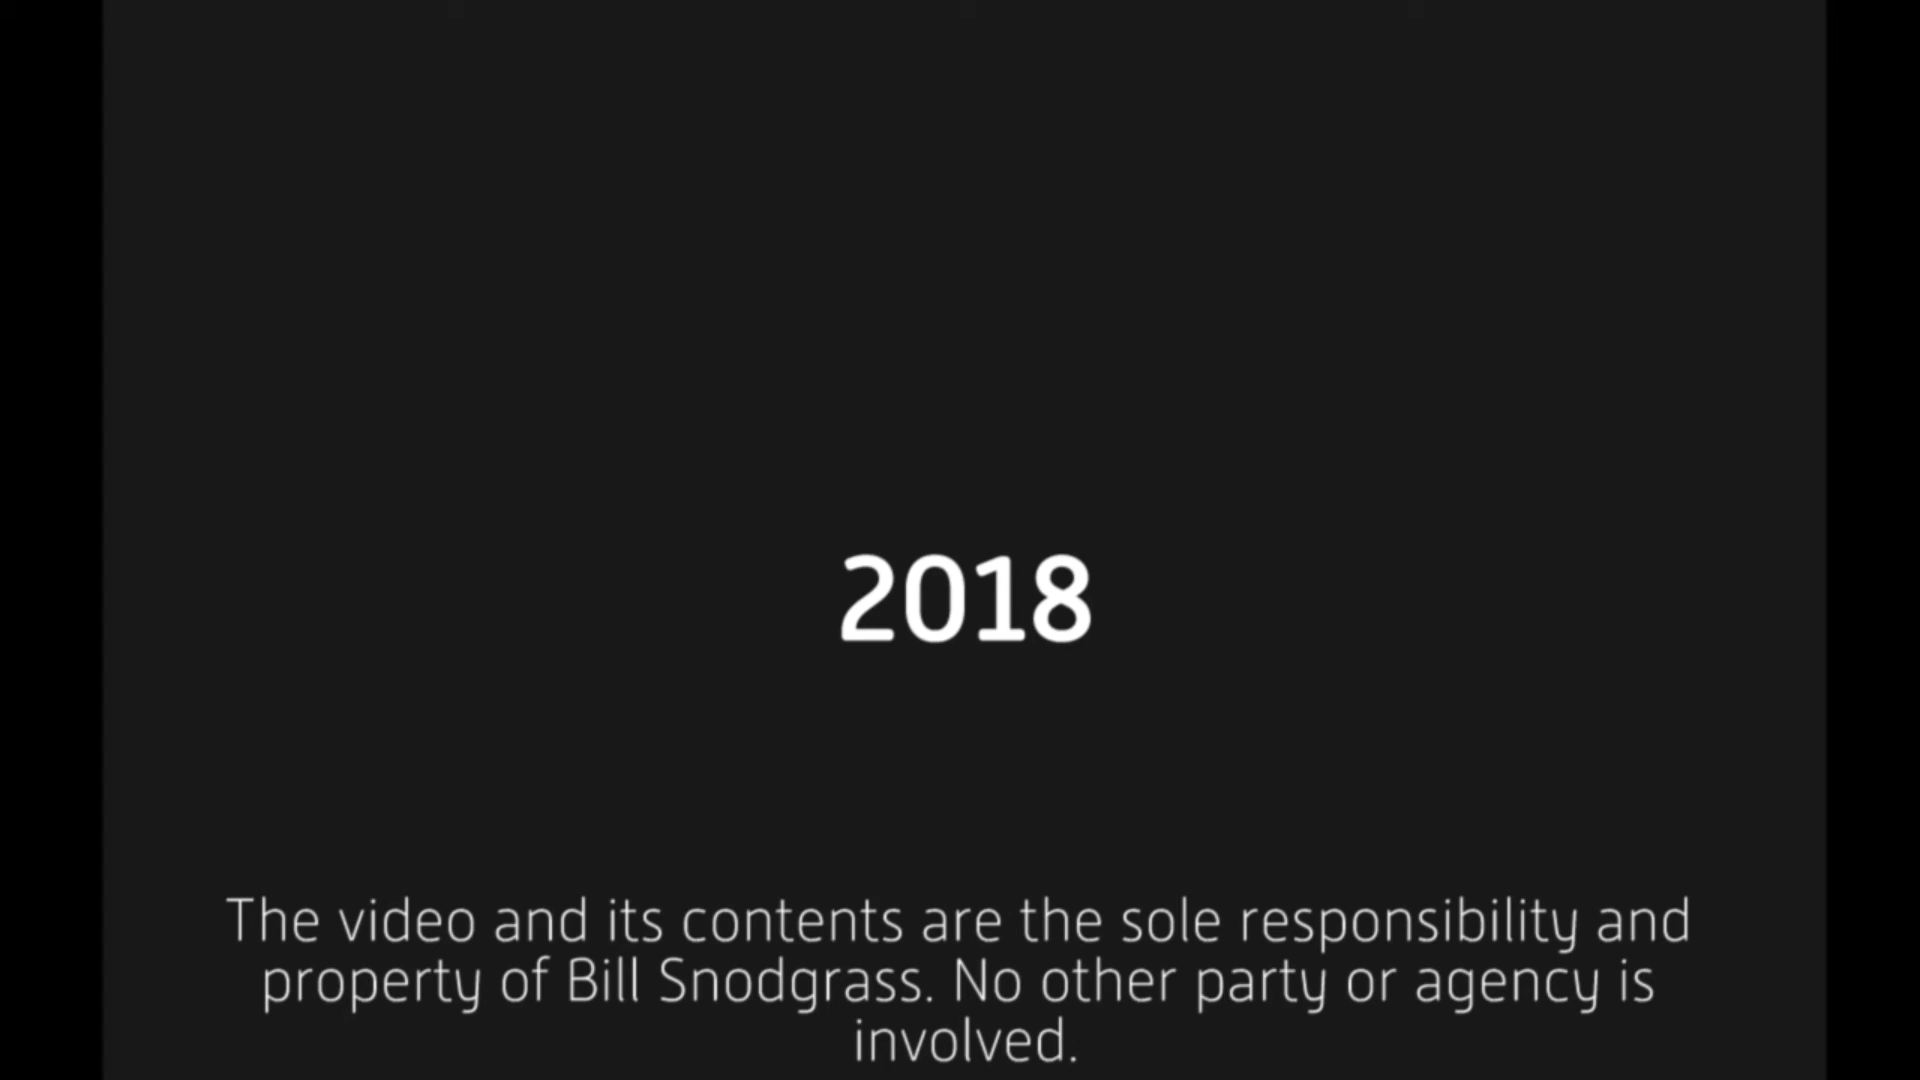 2018
The video and its contents are the sole responsibility and
property of Bill Snodgrass. No other party or agency is
involved.